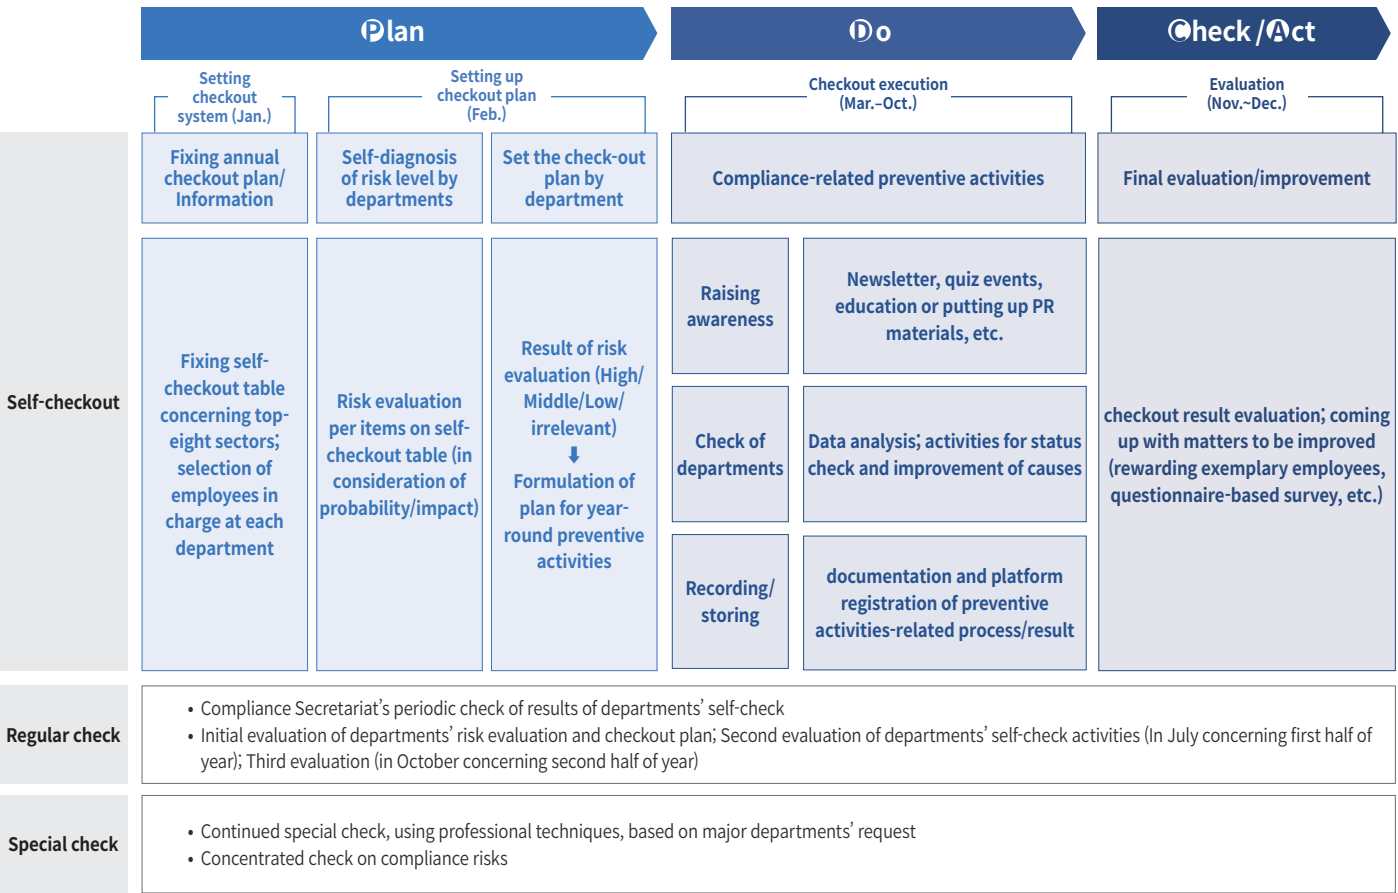 Plan
Do
Check / Act
Setting
checkout
system (Jan.)
Setting up
checkout plan
(Feb.)
Checkout execution
(Mar.–Oct.)
Evaluation
(Nov.~Dec.)
Fixing annual
checkout plan/
Information
Self-diagnosis
of risk level by
departments
Set the check-out
plan by
department
Compliance-related preventive activities
Final evaluation/improvement
Self-checkout
Fixing self-
checkout table
concerning top-
eight sectors;
selection of
employees in
charge at each
department
Risk evaluation
per items on self-
checkout table (in
consideration of
probability/impact)
Result of risk
evaluation (High/
Middle/Low/
irrelevant)
Formulation of
plan for year-
round preventive
activities
Raising
awareness
Newsletter, quiz events,
education or putting up PR
materials, etc.
Check of
departments
Data analysis; activities for status
check and improvement of causes
Recording/
storing
documentation and platform
registration of preventive
activities-related process/result
checkout result evaluation; coming
up with matters to be improved
(rewarding exemplary employees,
questionnaire-based survey, etc.)
Regular check
• Compliance Secretariat’s periodic check of results of departments’ self-check
• Initial evaluation of departments’ risk evaluation and checkout plan; Second evaluation of departments’ self-check activities (In July concerning first half of
year); Third evaluation (in October concerning second half of year)
Special check
• Continued special check, using professional techniques, based on major departments’ request
• Concentrated check on compliance risks